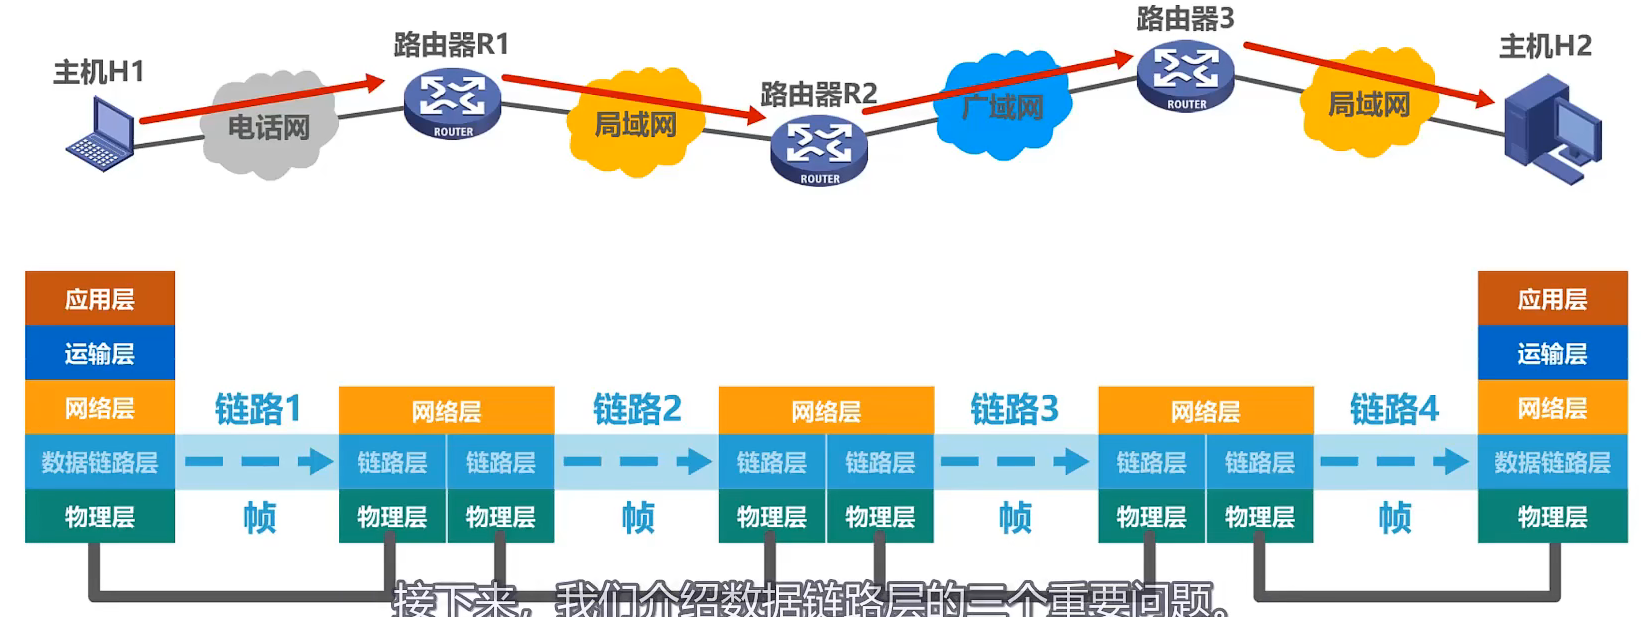 主机H1
路由器R1
路由器R2
路由器3
主机H2
电话网
局域网
广域网
局域网
ROUTER
ROUTER
ROUTER
应用层
运输层
网络层
数据链路层
物理层
链路1
帧
网络层
链路层 链路层
物理层 物理层
链路2
帧
网络层
链路层 链路层
物理层 物理层
链路3
帧
网络层
链路层 链路层
物理层 物理层
链路4
帧
应用层
运输层
网络层
数据链路层
物理层
接下来，我们介绍数据链路层的三个重要问题。